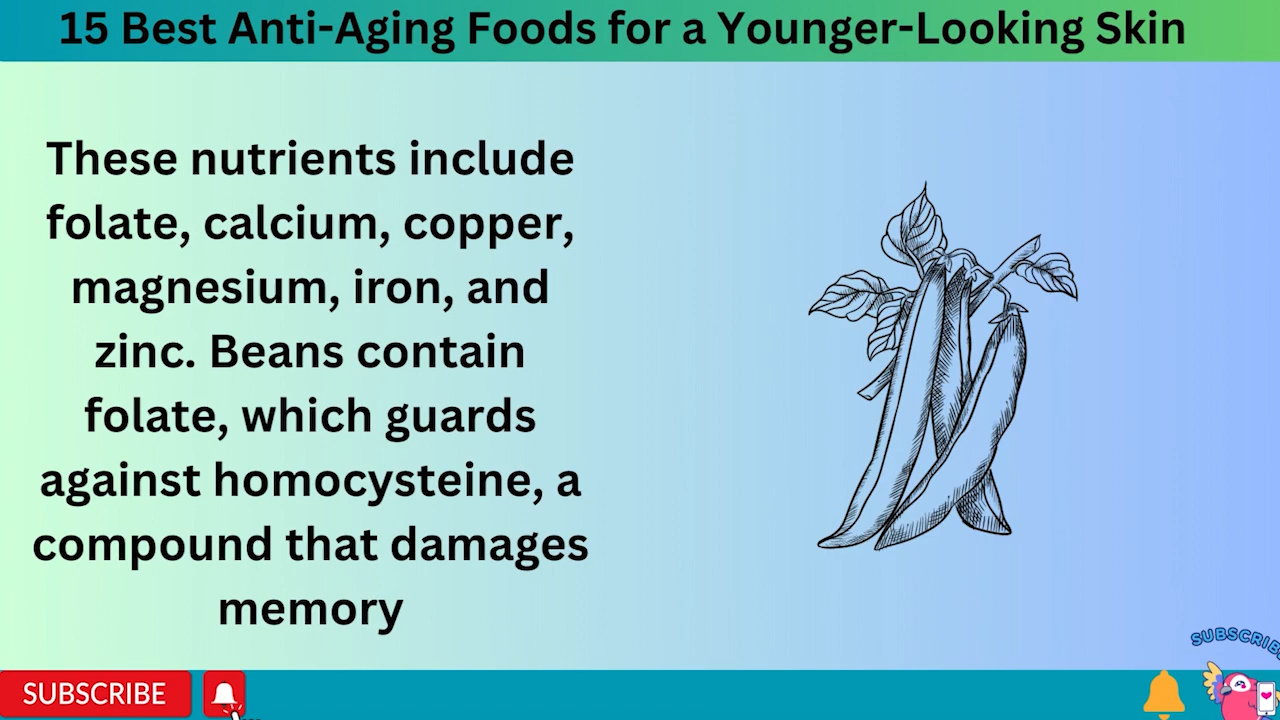 15 Best Anti-Aging Foods for a Younger-Looking Skin
These nutrients include
folate, calcium, copper,
magnesium, iron, and
zinc. Beans contain
folate, which guards
against homocysteine, a
compound that damages
memory
SUBSCRIBE
SUBSCRIBE